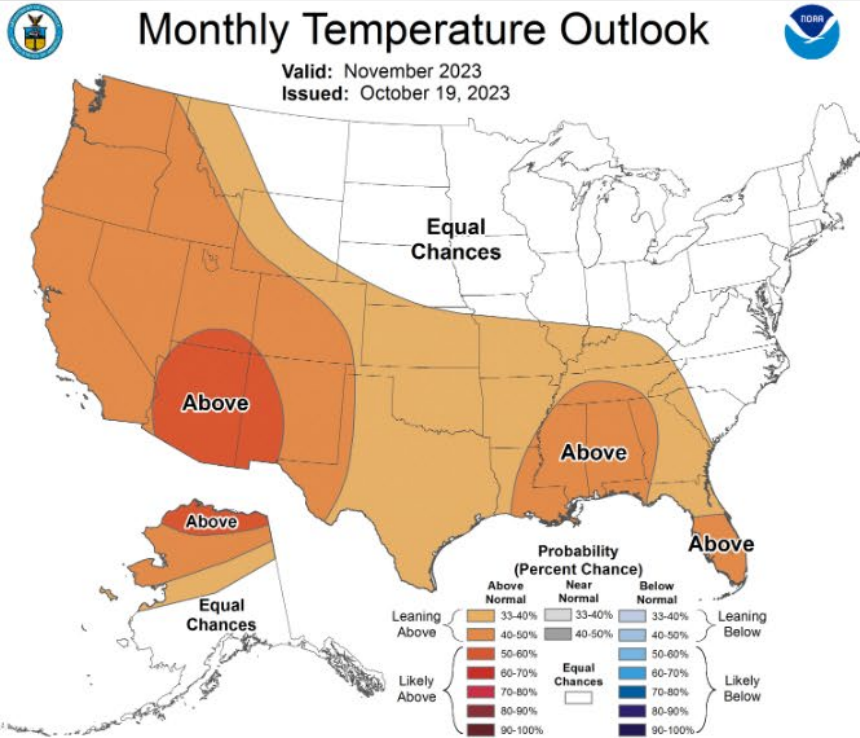 Monthly Temperature Outlook
NOAA
Valid: November 2023
Issued: October 19, 2023
Equal
Chances
Above
Above
Above
Above
Equal
Chances
Probability
(Percent Chance)
Above
Normal
Near
Normal
Below
Normal
Leaning
Above
33-40%
40-50%
33-40%
40-50%
33-40%
40-50%
Leaning
Below
Likely
Above
50-60%
60-70%
70-80%
80-90%
90-100%
Equal
Chances
50-60%
60-70%
70-80%
80-90%
90-100%
Likely
Below